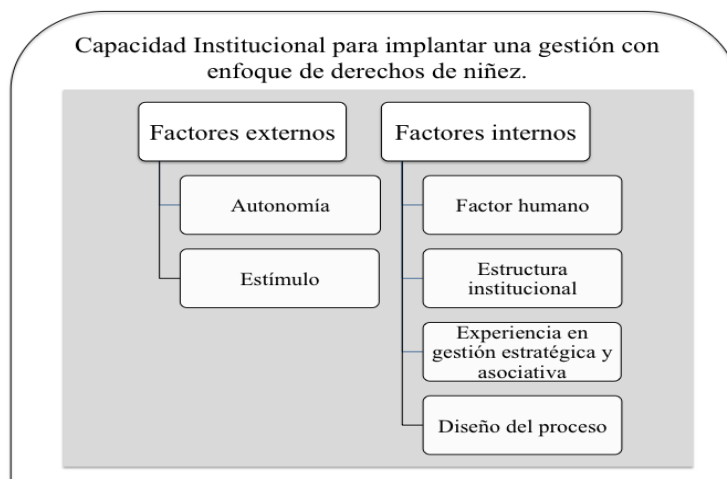 Capacidad Institucional para implantar una gestión con
enfoque de derechos de niñez.
Factores externos
Autonomía
Estímulo
Factores internos
Factor humano
Estructura
institucional
Experiencia en
gestión estratégica y
asociativa
Diseño del proceso